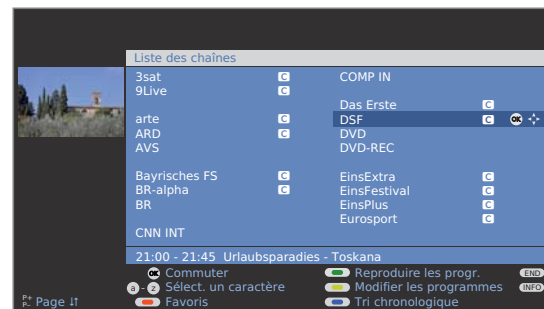 Liste des chaînes
3sat C COMP IN
9Live C
Das Erste C
arte C DSF C OK
ARD C DVD
AVS DVD-REC
Bayrisches FS C EinsExtra C
BR-alpha C EinsFestival C
BR EinsPlus C
Eurosport C
CNN INT
21:00 - 21:45 Urlaubsparadies - Toskana
OK Commuter Reproduire les progr. END
a - z Sélect. un caractère Modifier les programmes INFO
P+ P- Page Favoris Tri chronologique